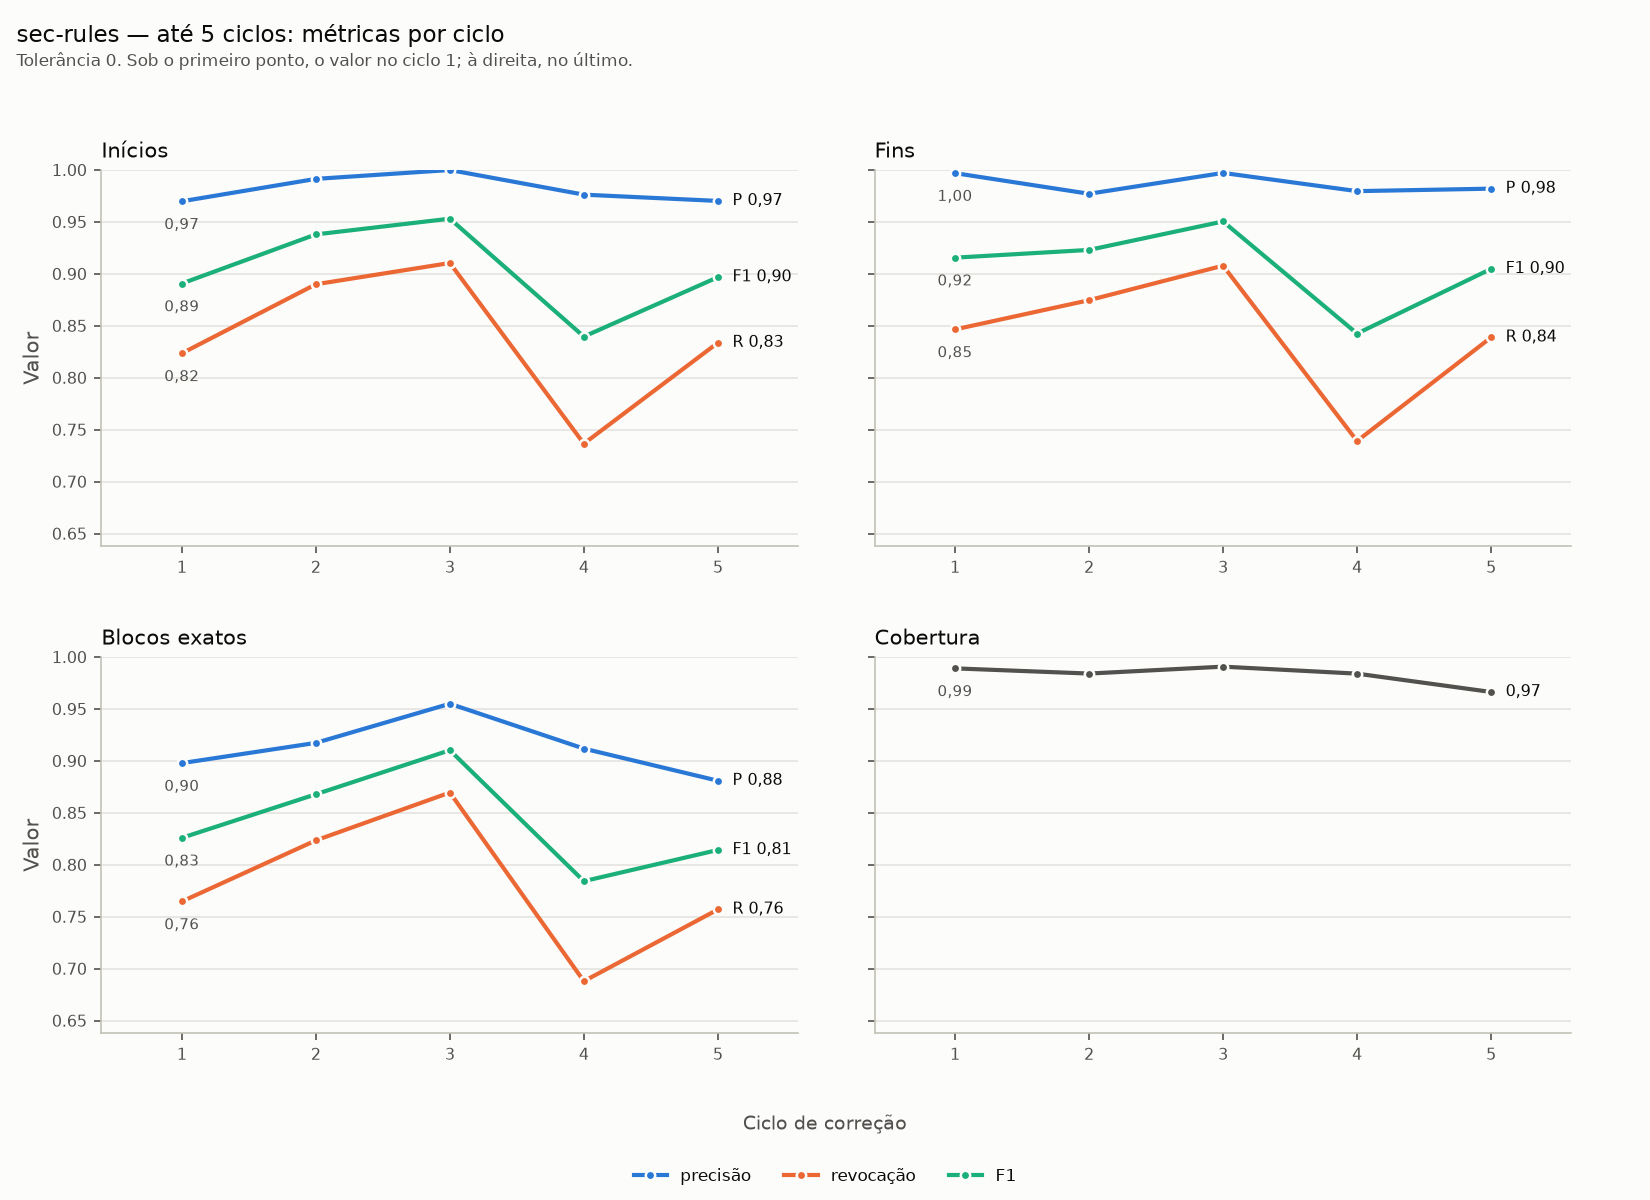 sec-rules — até 5 ciclos: métricas por ciclo
Tolerância 0. Sob o primeiro ponto, o valor no ciclo 1; à direita, no último.
Inícios
Valor
1.00
0.95
0.90
0.85
0.80
0.75
0.70
0.65
0,97
0,89
0,82
P 0,97
F1 0,90
R 0,83
1 2 3 4 5
Fins
1,00
0,92
0,85
P 0,98
F1 0,90
R 0,84
1 2 3 4 5
Blocos exatos
Valor
1.00
0.95
0.90
0.85
0.80
0.75
0.70
0.65
0,90
0,83
0,76
P 0,88
F1 0,81
R 0,76
1 2 3 4 5
Cobertura
0,99
0,97
1 2 3 4 5
Ciclo de correção
precisão revocação F1